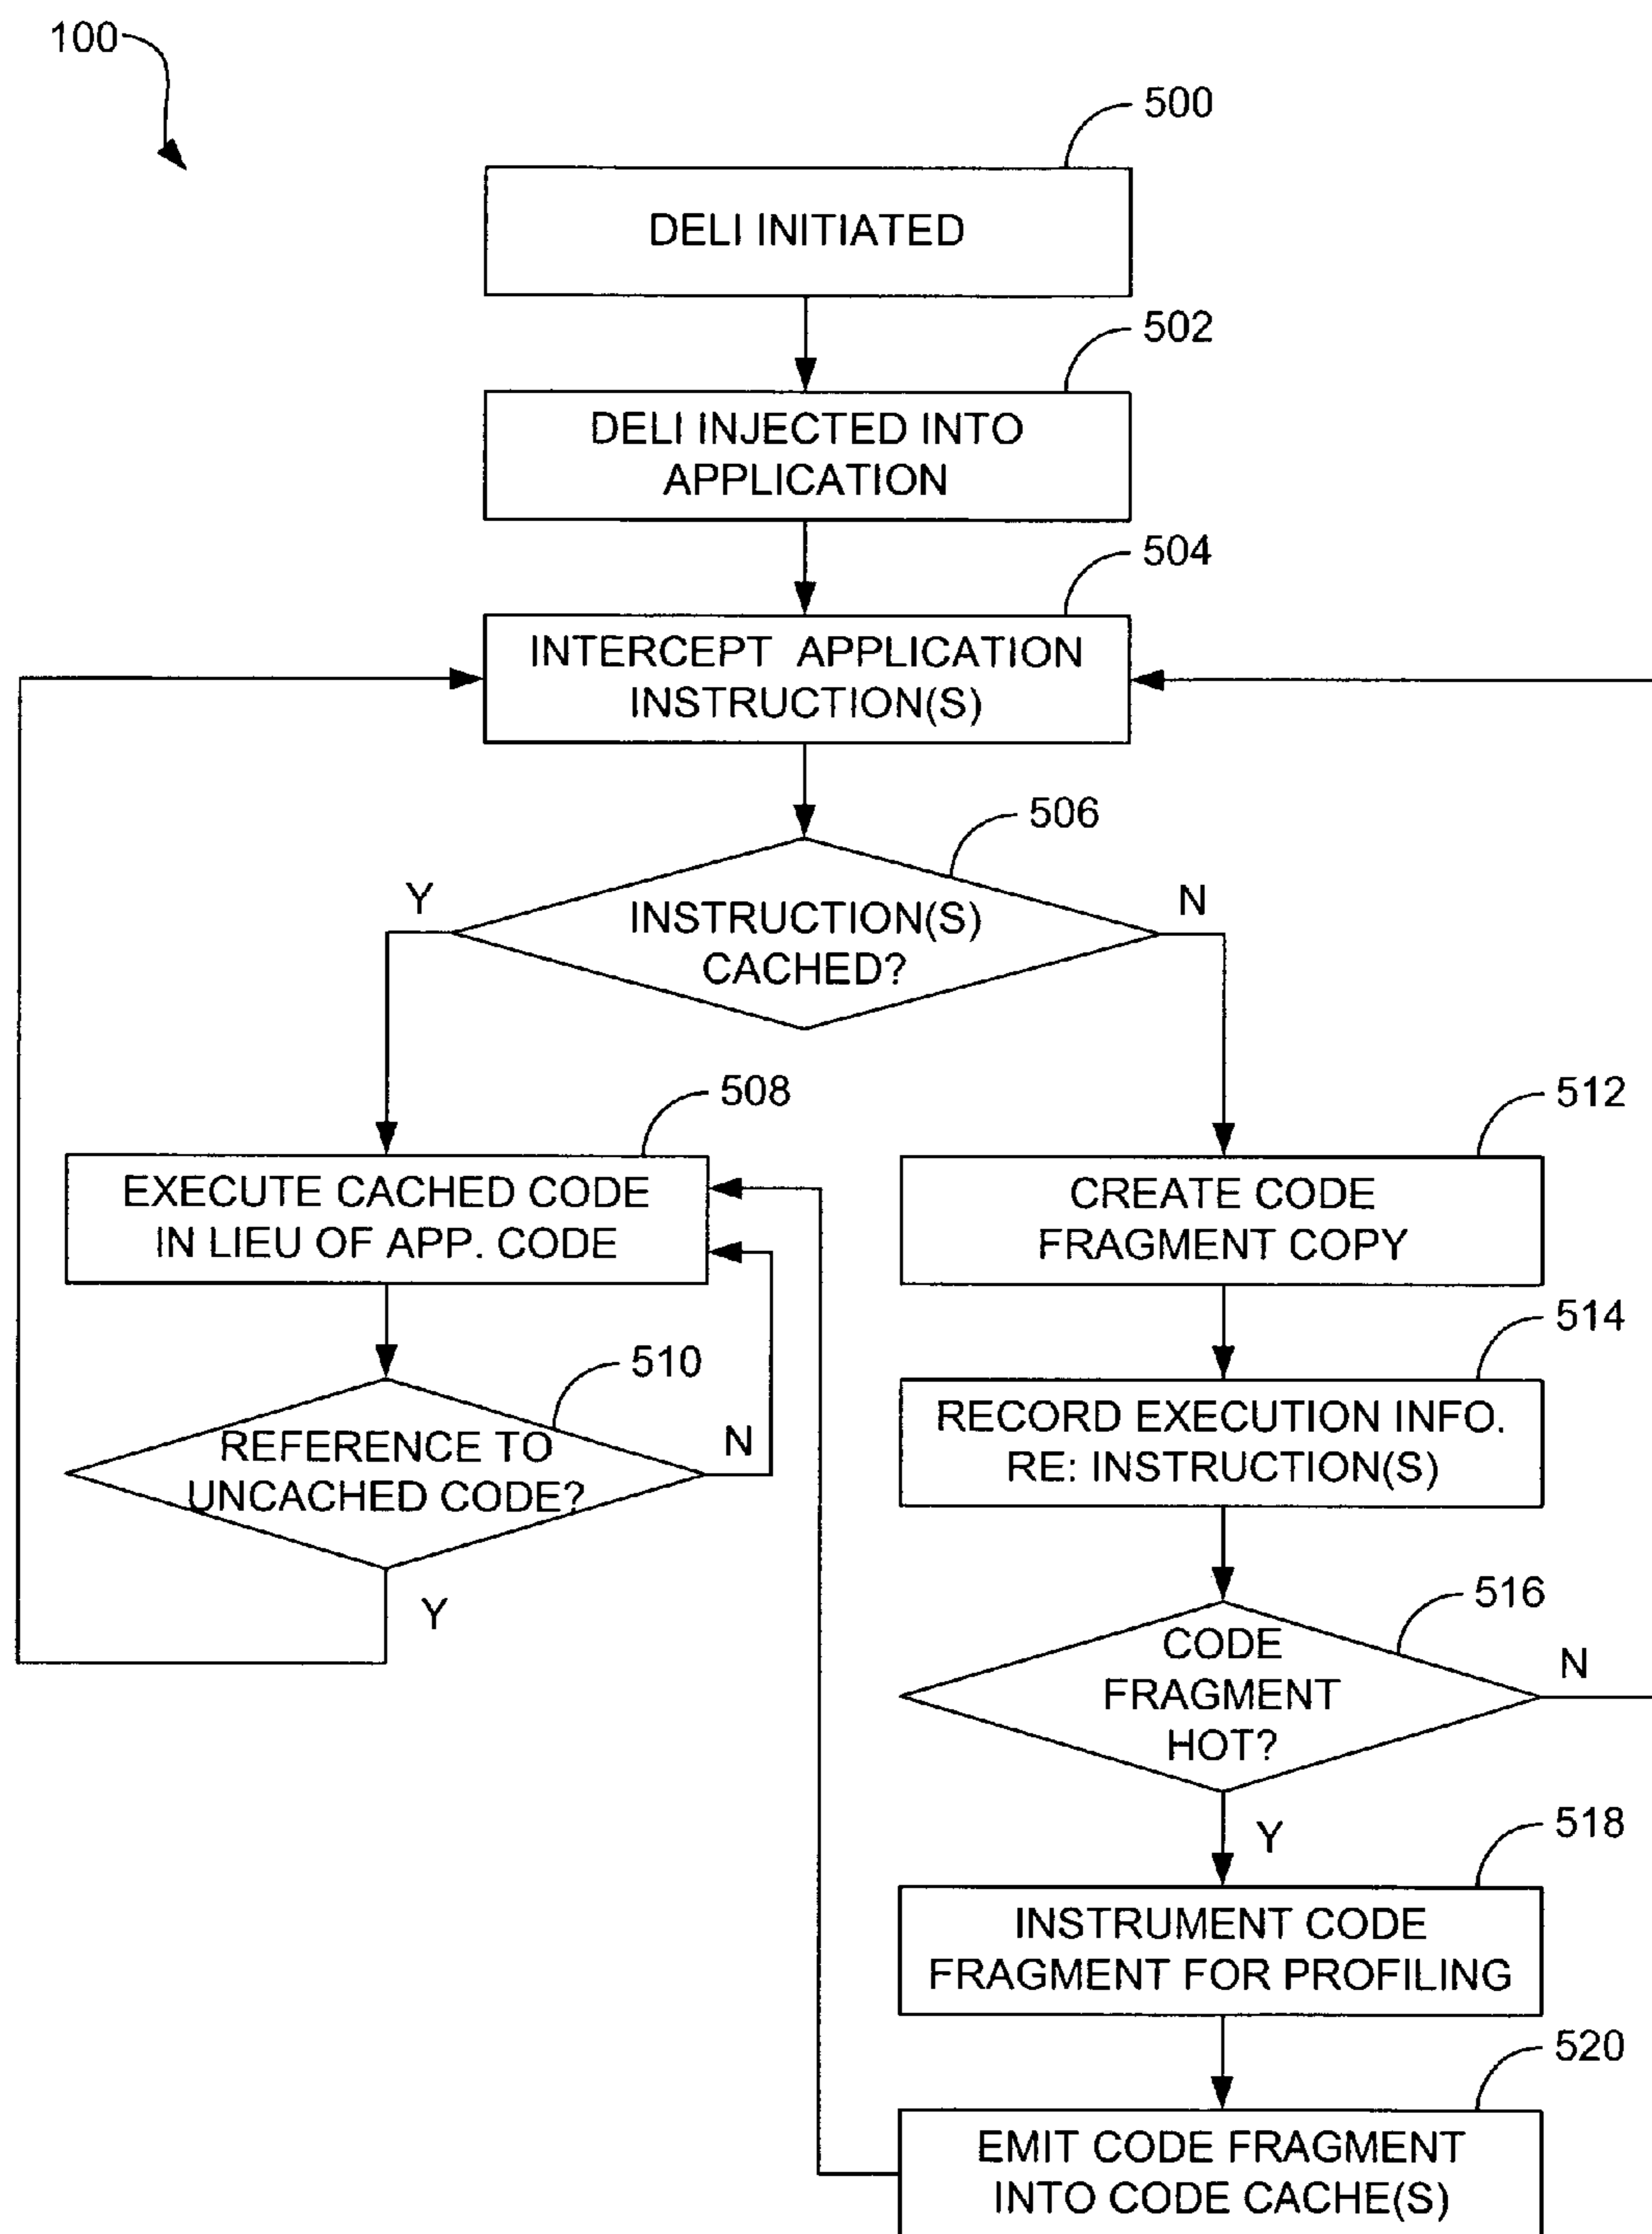 100
500
DELI INITIATED
502
DELI INJECTED INTO
APPLICATION
504
INTERCEPT APPLICATION
INSTRUCTION(S)
506
Y
N
INSTRUCTION(S)
CACHED?
508
EXECUTE CACHED CODE
IN LIEU OF APP. CODE
510
REFERENCE TO
UNCACHED CODE?
N
Y
512
CREATE CODE
FRAGMENT COPY
514
RECORD EXECUTION INFO.
RE: INSTRUCTION(S)
516
CODE
FRAGMENT
HOT?
N
Y
518
INSTRUMENT CODE
FRAGMENT FOR PROFILING
520
EMIT CODE FRAGMENT
INTO CODE CACHE(S)